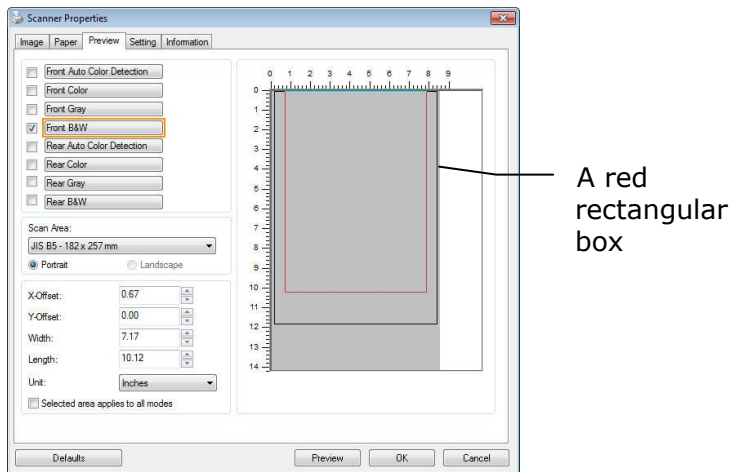 Scanner Properties
Image Paper Preview Setting Information
Front Auto Color Detection
Front Color
Front Gray
Front B&W
Rear Auto Color Detection
Rear Color
Rear Gray
Rear B&W
Scan Area:
JIS B5 - 182 x 257 mm
Portrait Landscape
X-Offset: 0.67
Y-Offset: 0.00
Width: 7.17
Length: 10.12
Unit: Inches
Selected area applies to all modes
0 1 2 3 4 5 6 7 8 9
0
1
2
3
4
5
6
7
8
9
10
11
12
13
14
A red
rectangular
box
Defaults Preview OK Cancel